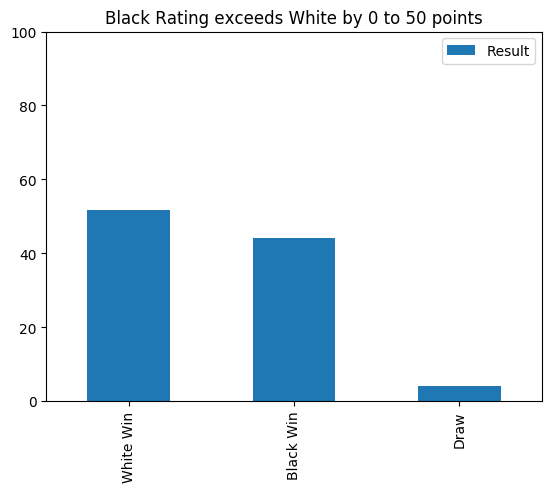 Black Rating exceeds White by 0 to 50 points
Result
100
80
60
40
20
0
White Win
Black Win
Draw